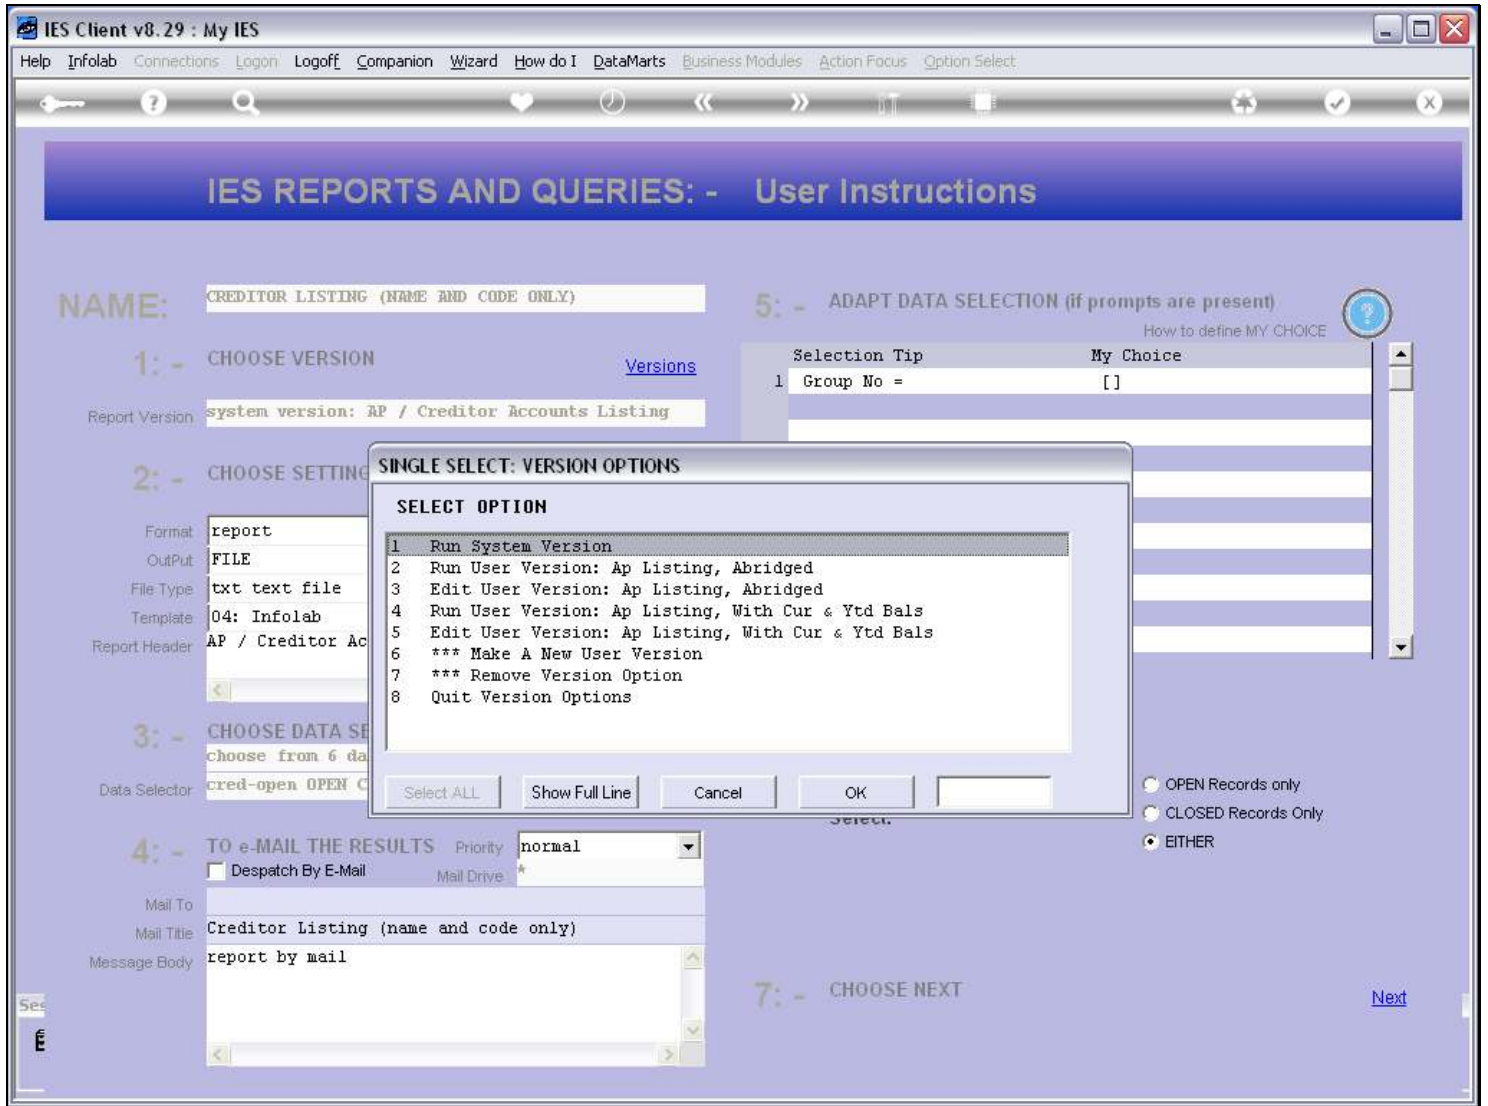 IES Client v8.29 : My IES
Help Infolab Connections Logon Logoff Companion Wizard How do I DataMarts Business Modules Action Focus Option Select
IES REPORTS AND QUERIES: - User Instructions
NAME: CREDITOR LISTING (NAME AND CODE ONLY)
1: - CHOOSE VERSION Versions
Report Version system version: AP / Creditor Accounts Listing
2: - CHOOSE SETTING
Format report
OutPut FILE
File Type txt text file
Template 04: Infolab
Report Header AP / Creditor Ac
3: - CHOOSE DATA SE
choose from 6 da
Data Selector cred-open OPEN C
4: - TO e-MAIL THE RESULTS Priority normal
Despatch By E-Mail Mail Drive *
Mail To
Mail Title Creditor Listing (name and code only)
Message Body report by mail
5: - ADAPT DATA SELECTION (if prompts are present)
How to define MY CHOICE
Selection Tip My Choice
1 Group No = []
SINGLE SELECT: VERSION OPTIONS
SELECT OPTION
1 Run System Version
2 Run User Version: Ap Listing, Abridged
3 Edit User Version: Ap Listing, Abridged
4 Run User Version: Ap Listing, With Cur & Ytd Bals
5 Edit User Version: Ap Listing, With Cur & Ytd Bals
6 *** Make A New User Version
7 *** Remove Version Option
8 Quit Version Options
Select ALL Show Full Line Cancel OK
Select:
OPEN Records only
CLOSED Records Only
EITHER
7: - CHOOSE NEXT Next
Ses